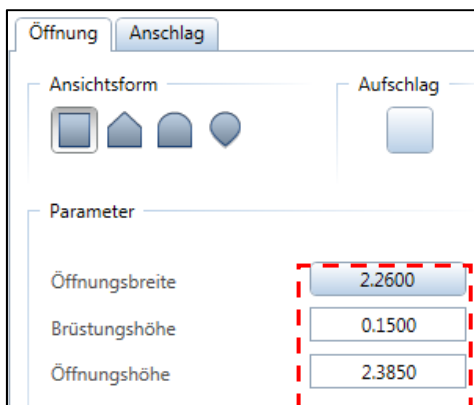 Öffnung Anschlag
Ansichtsform Aufschlag
Parameter
Öffnungsbreite 2.2600
Brüstungshöhe 0.1500
Öffnungshöhe 2.3850